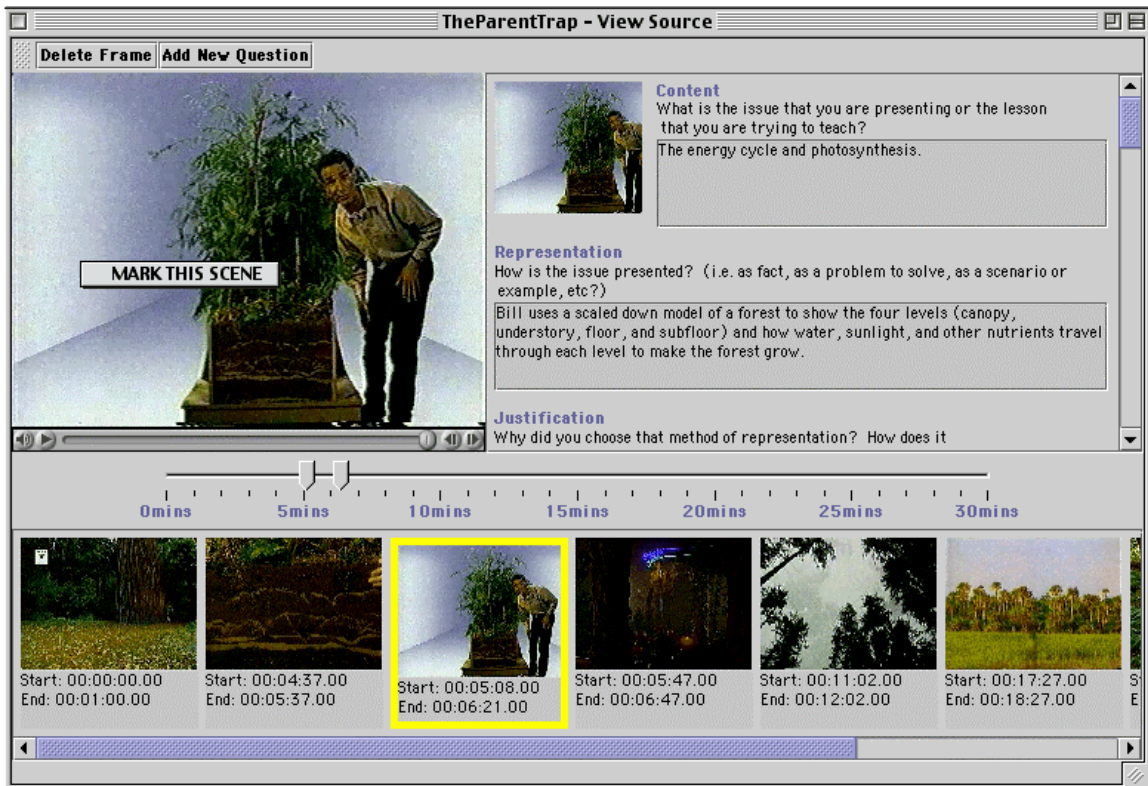 TheParentTrap - View Source
Delete Frame Add New Question
MARK THIS SCENE
Content
What is the issue that you are presenting or the lesson
that you are trying to teach?
The energy cycle and photosynthesis.
Representation
How is the issue presented? (i.e. as fact, as a problem to solve, as a scenario or
example, etc?)
Bill uses a scaled down model of a forest to show the four levels (canopy,
understory, floor, and subfloor) and how water, sunlight, and other nutrients travel
through each level to make the forest grow.
Justification
Why did you choose that method of representation? How does it
0mins 5mins 10mins 15mins 20mins 25mins 30mins
Start: 00:00:00.00 Start: 00:04:37.00 Start: 00:05:08.00 Start: 00:05:47.00 Start: 00:11:02.00 Start: 00:17:27.00 S
End: 00:01:00.00 End: 00:05:37.00 End: 00:06:21.00 End: 00:06:47.00 End: 00:12:02.00 End: 00:18:27.00 E